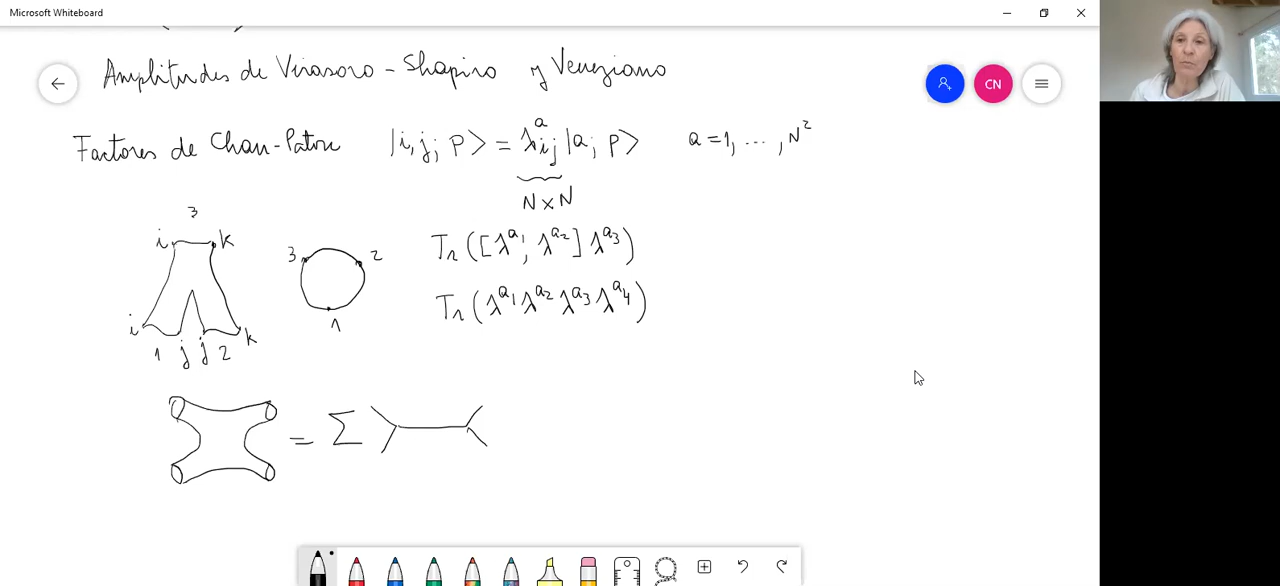 Microsoft Whiteboard
Amplitudes de Virasoro - Shapiro y Veneziano
CN
Factores de Chan-Paton |i,j; p> = λᵃᵢⱼ |a; p> a = 1, ..., N²
N x N
3
i k
3 2
1
Tr([λ^a1, λ^a2] λ^a3)
Tr(λ^a1 λ^a2 λ^a3 λ^a4)
i j j k
1 2
= Σ